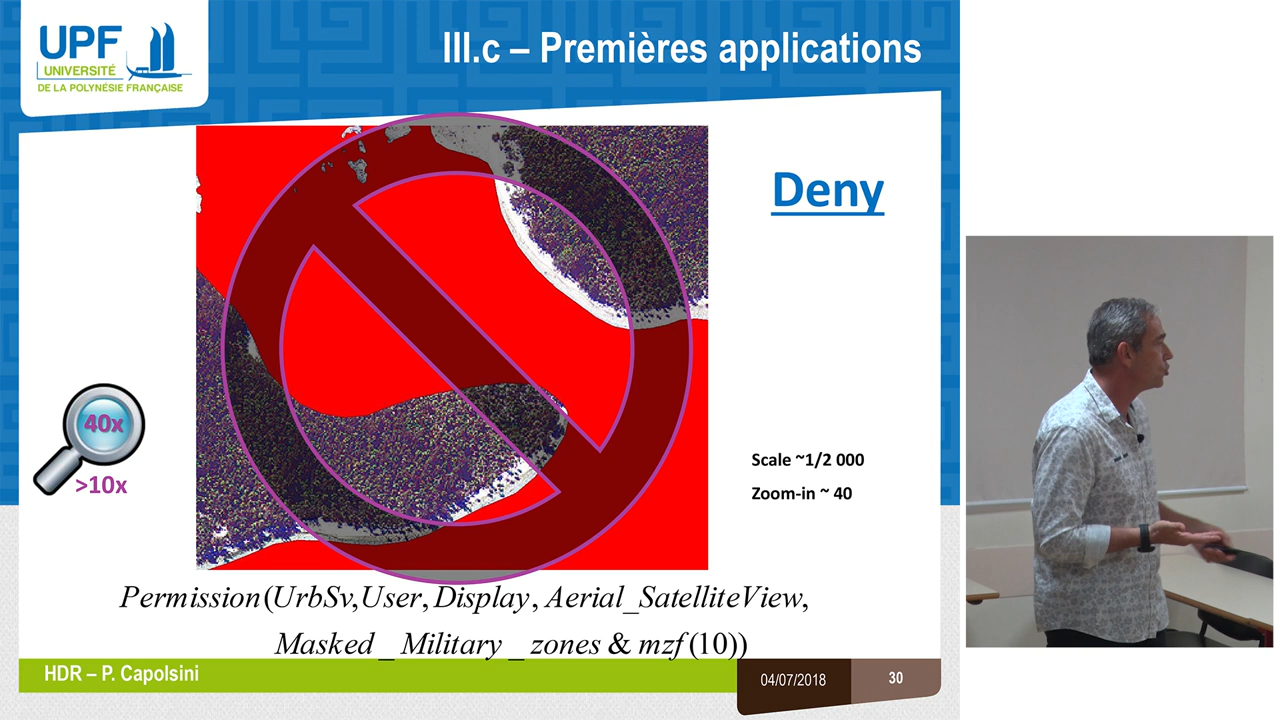 UPF
UNIVERSITÉ
DE LA POLYNÉSIE FRANÇAISE
III.c – Premières applications
Deny
40x
>10x
Scale ~1/2 000
Zoom-in ~ 40
Permission(UrbSv,User,Display,Aerial_SatelliteView,
Masked_Military_zones & mzf(10))
HDR – P. Capolsini
04/07/2018
30